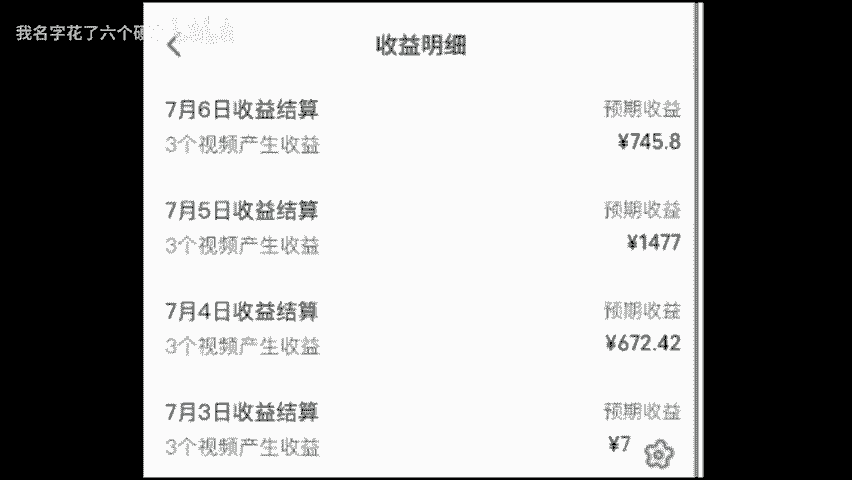 我名字花了六个硬
收益明细
7月6日收益结算
预期收益
3个视频产生收益
¥745.8
7月5日收益结算
预期收益
3个视频产生收益
¥1477
7月4日收益结算
预期收益
3个视频产生收益
¥672.42
7月3日收益结算
预期收益
3个视频产生收益
¥7